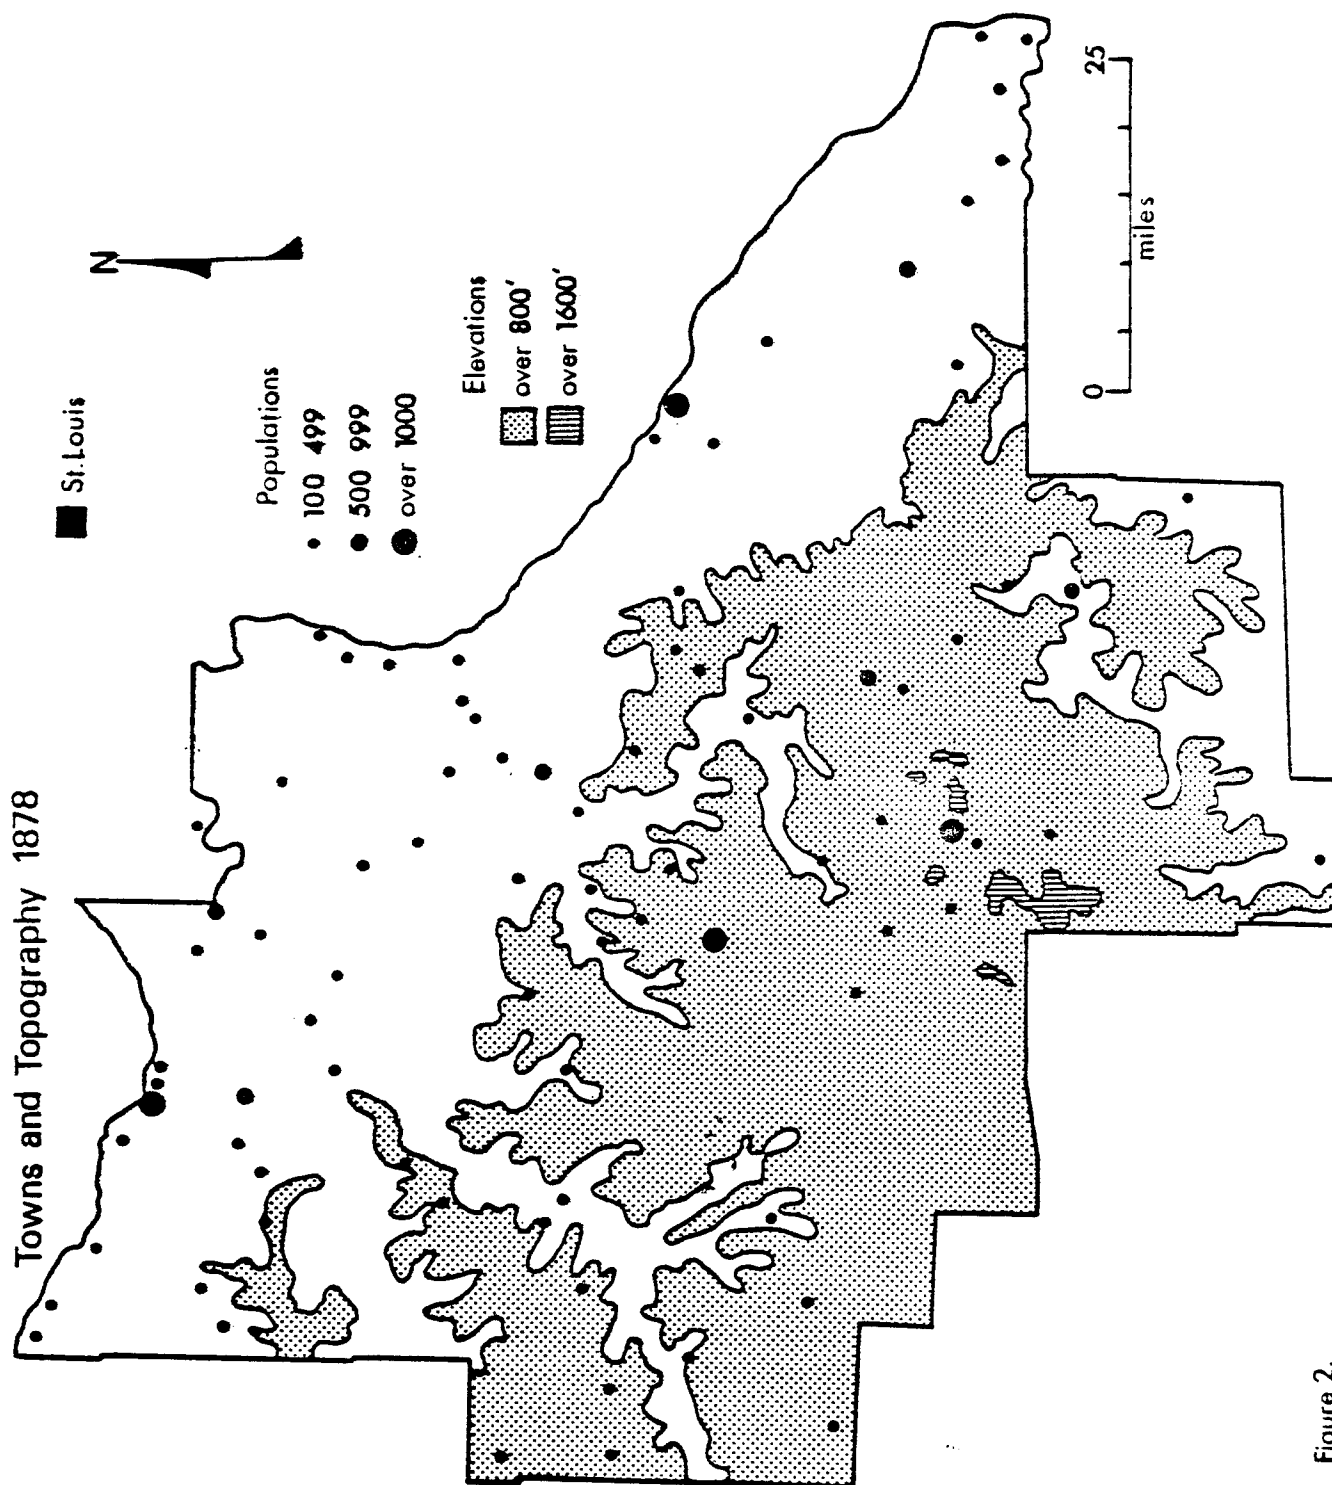 Towns and Topography 1878
St.Louis
N
Populations
100 499
500 999
over 1000
Elevations
over 800'
over 1600'
0
25
miles
Figure 2.